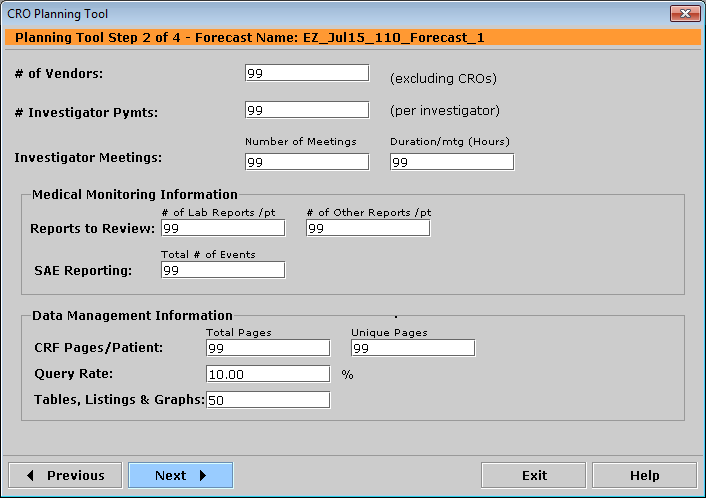 CRO Planning Tool
Planning Tool Step 2 of 4 - Forecast Name: EZ_Jul15_110_Forecast_1
# of Vendors: 99 (excluding CROs)
# Investigator Pymts: 99 (per investigator)
Number of Meetings Duration/mtg (Hours)
Investigator Meetings: 99 99
Medical Monitoring Information
# of Lab Reports /pt # of Other Reports /pt
Reports to Review: 99 99
Total # of Events
SAE Reporting: 99
Data Management Information
Total Pages Unique Pages
CRF Pages/Patient: 99 99
Query Rate: 10.00 %
Tables, Listings & Graphs: 50
Previous Next Exit Help